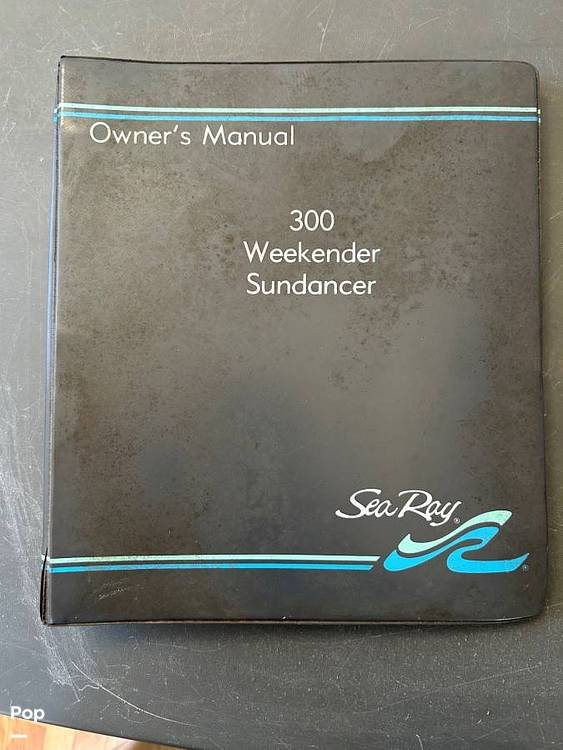 Owner's Manual
300
Weekender
Sundancer
Sea Ray®
®
Pop